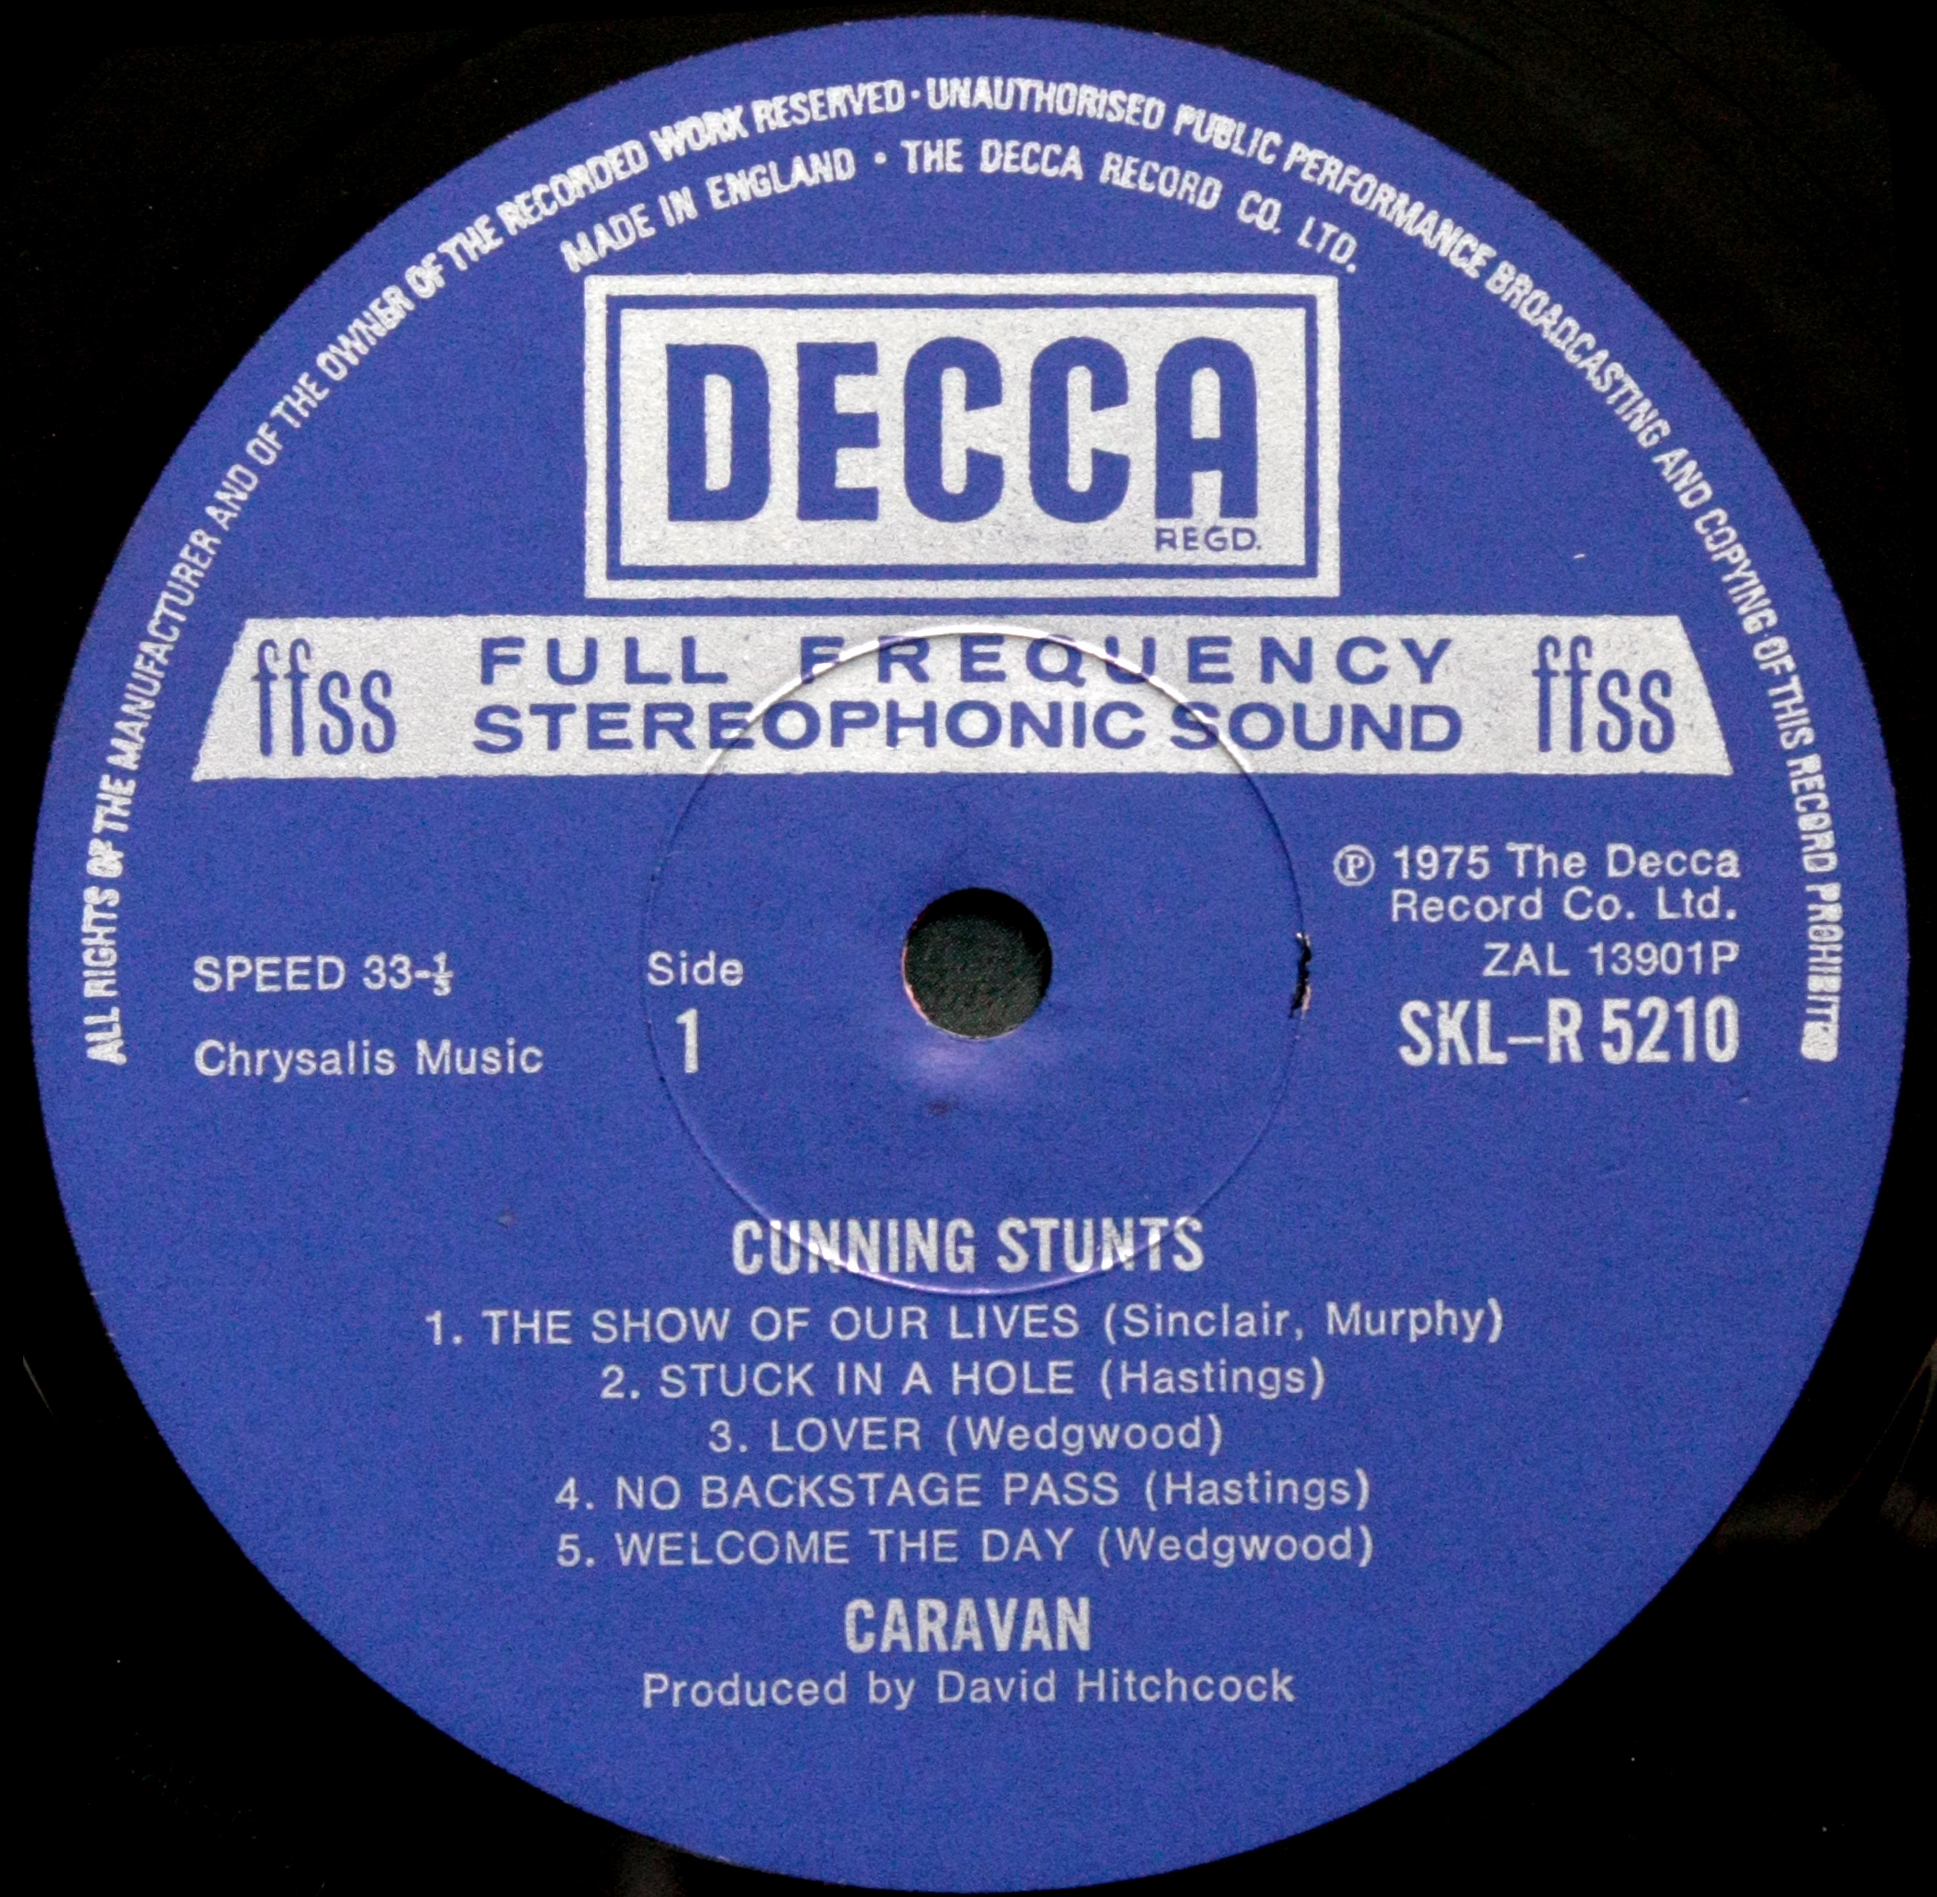 ALL RIGHTS OF THE MANUFACTURER AND OF THE OWNER OF THE RECORDED WORK RESERVED · UNAUTHORISED PUBLIC PERFORMANCE BROADCASTING AND COPYING OF THIS RECORD PROHIBITED
MADE IN ENGLAND · THE DECCA RECORD CO. LTD.
DECCA
REGD.
ffss FULL FREQUENCY STEREOPHONIC SOUND ffss
℗ 1975 The Decca
Record Co. Ltd.
ZAL 13901P
SPEED 33-⅓
Side
SKL–R 5210
Chrysalis Music
1
CUNNING STUNTS
1. THE SHOW OF OUR LIVES (Sinclair, Murphy)
2. STUCK IN A HOLE (Hastings)
3. LOVER (Wedgwood)
4. NO BACKSTAGE PASS (Hastings)
5. WELCOME THE DAY (Wedgwood)
CARAVAN
Produced by David Hitchcock